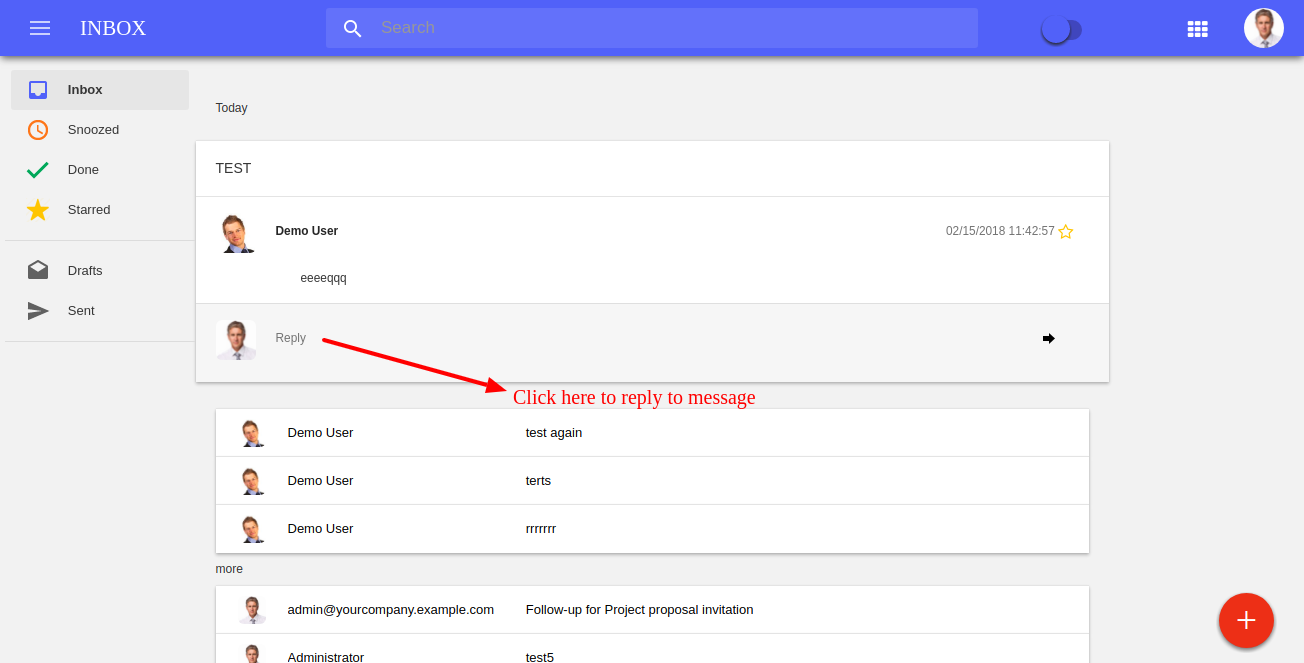 INBOX
Search
Inbox
Snoozed
Done
Starred
Drafts
Sent
Today
TEST
Demo User 02/15/2018 11:42:57
eeeeqqq
Reply
Click here to reply to message
Demo User test again
Demo User terts
Demo User rrrrrrr
more
admin@yourcompany.example.com Follow-up for Project proposal invitation
Administrator test5